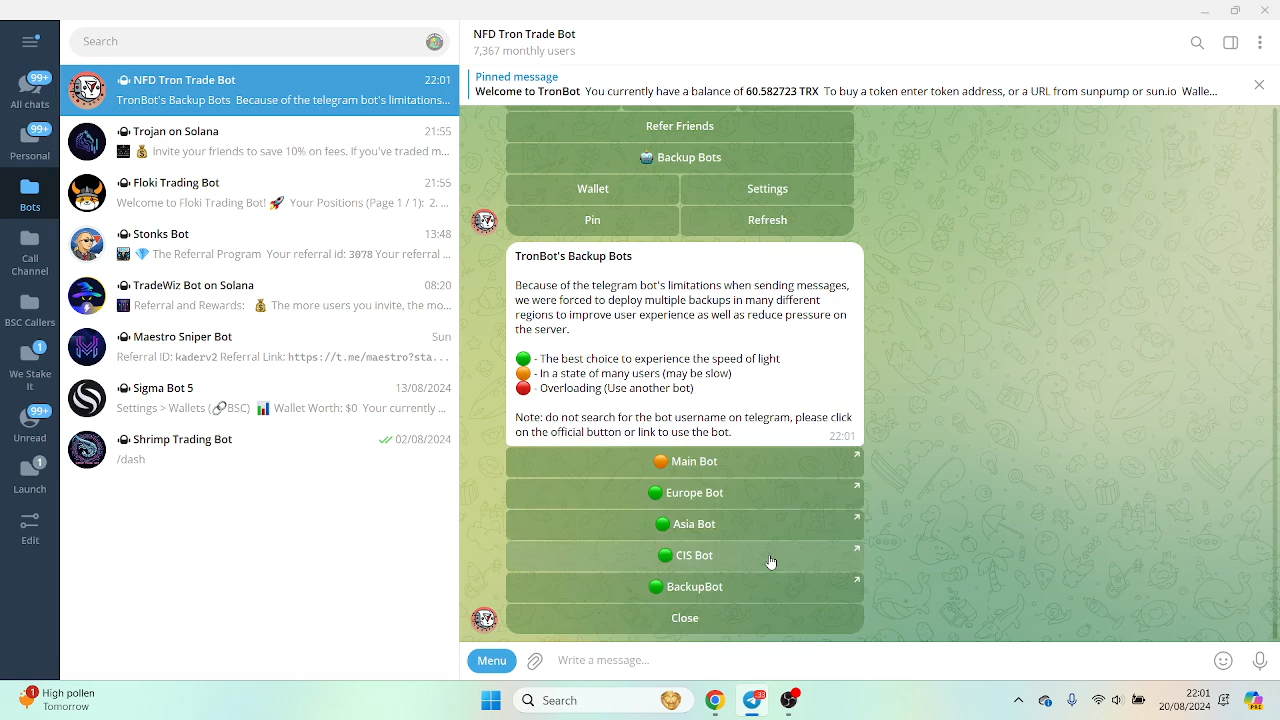 99+
All chats
99+
Personal
Bots
Call
Channel
BSC Callers
1
We Stake
It
99+
Unread
1
Launch
Edit
Search
NFD Tron Trade Bot 22:01
TronBot's Backup Bots Because of the telegram bot's limitations...
Trojan on Solana 21:55
Invite your friends to save 10% on fees. If you've traded m...
Floki Trading Bot 21:55
Welcome to Floki Trading Bot! 🚀 Your Positions (Page 1 / 1): 2. ...
Stonks Bot 13:48
The Referral Program Your referral id: 3078 Your referral ...
TradeWiz Bot on Solana 08:20
Referral and Rewards: 💰 The more users you invite, the mo...
Maestro Sniper Bot Sun
Referral ID: kaderv2 Referral Link: https://t.me/maestro?sta...
Sigma Bot 5 13/08/2024
Settings > Wallets (🔗BSC) 📊 Wallet Worth: $0 Your currently ...
Shrimp Trading Bot 02/08/2024
/dash
NFD Tron Trade Bot
7,367 monthly users
Pinned message
Welcome to TronBot You currently have a balance of 60.582723 TRX To buy a token enter token address, or a URL from sunpump or sun.io Walle...
Refer Friends
Backup Bots
Wallet Settings
Pin Refresh
TronBot's Backup Bots
Because of the telegram bot's limitations when sending messages,
we were forced to deploy multiple backups in many different
regions to improve user experience as well as reduce pressure on
the server.
🟢 - The best choice to experience the speed of light
🟠 - In a state of many users (may be slow)
🔴 - Overloading (Use another bot)
Note: do not search for the bot username on telegram, please click
on the official button or link to use the bot. 22:01
🟠 Main Bot
🟢 Europe Bot
🟢 Asia Bot
🟢 CIS Bot
🟢 BackupBot
Close
Menu Write a message...
1 High pollen
Tomorrow
Search
33
22:01
20/08/2024